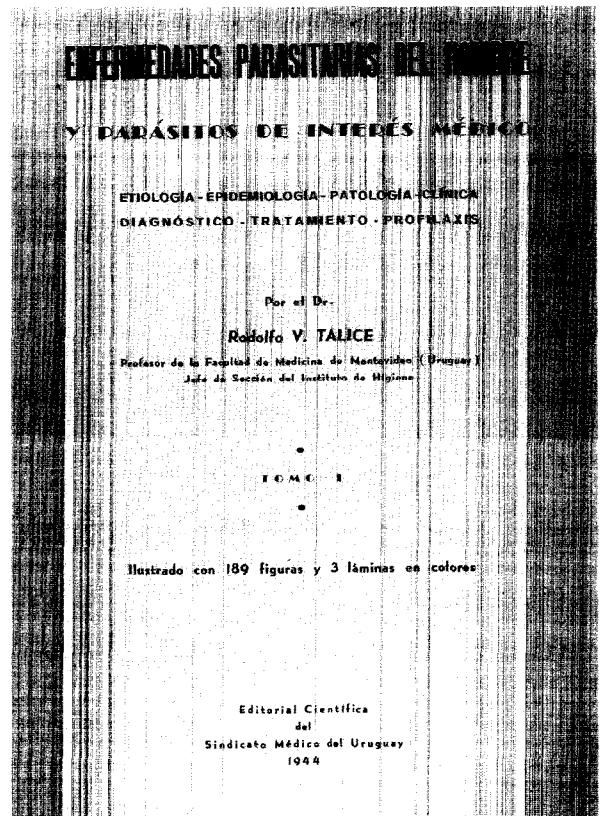 ENFERMEDADES PARASITARIAS DEL HOMBRE
Y PARÁSITOS DE INTERÉS MÉDICO
ETIOLOGÍA - EPIDEMIOLOGÍA - PATOLOGÍA - CLÍNICA
DIAGNÓSTICO - TRATAMIENTO - PROFILAXIS
Por el Dr.
Rodolfo V. TALICE
Profesor de la Facultad de Medicina de Montevideo (Uruguay)
Jefe de Sección del Instituto de Higiene
TOMO I
Ilustrado con 189 figuras y 3 láminas en colores
Editorial Científica
del
Sindicato Médico del Uruguay
1944